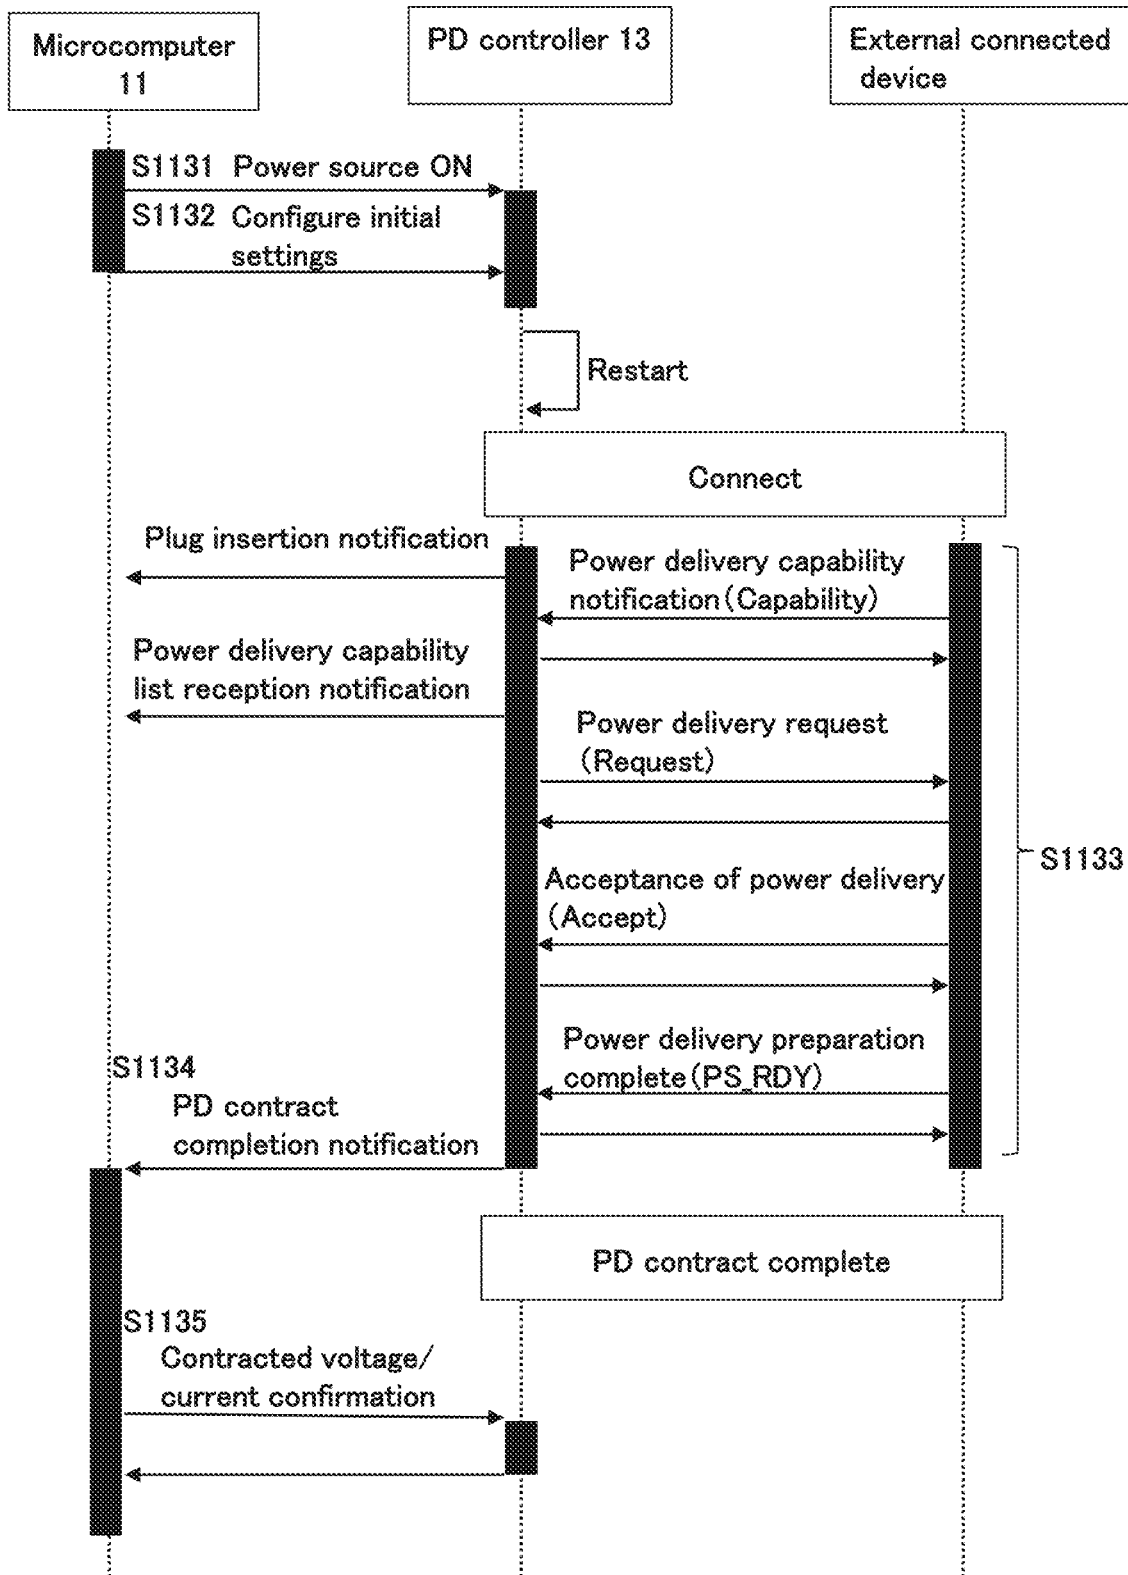 Microcomputer
11
PD controller 13
External connected
device
S1131 Power source ON
S1132 Configure initial
settings
Restart
Connect
Plug insertion notification
Power delivery capability
notification(Capability)
Power delivery capability
list reception notification
Power delivery request
(Request)
S1133
Acceptance of power delivery
(Accept)
Power delivery preparation
complete(PS_RDY)
S1134
PD contract
completion notification
PD contract complete
S1135
Contracted voltage/
current confirmation